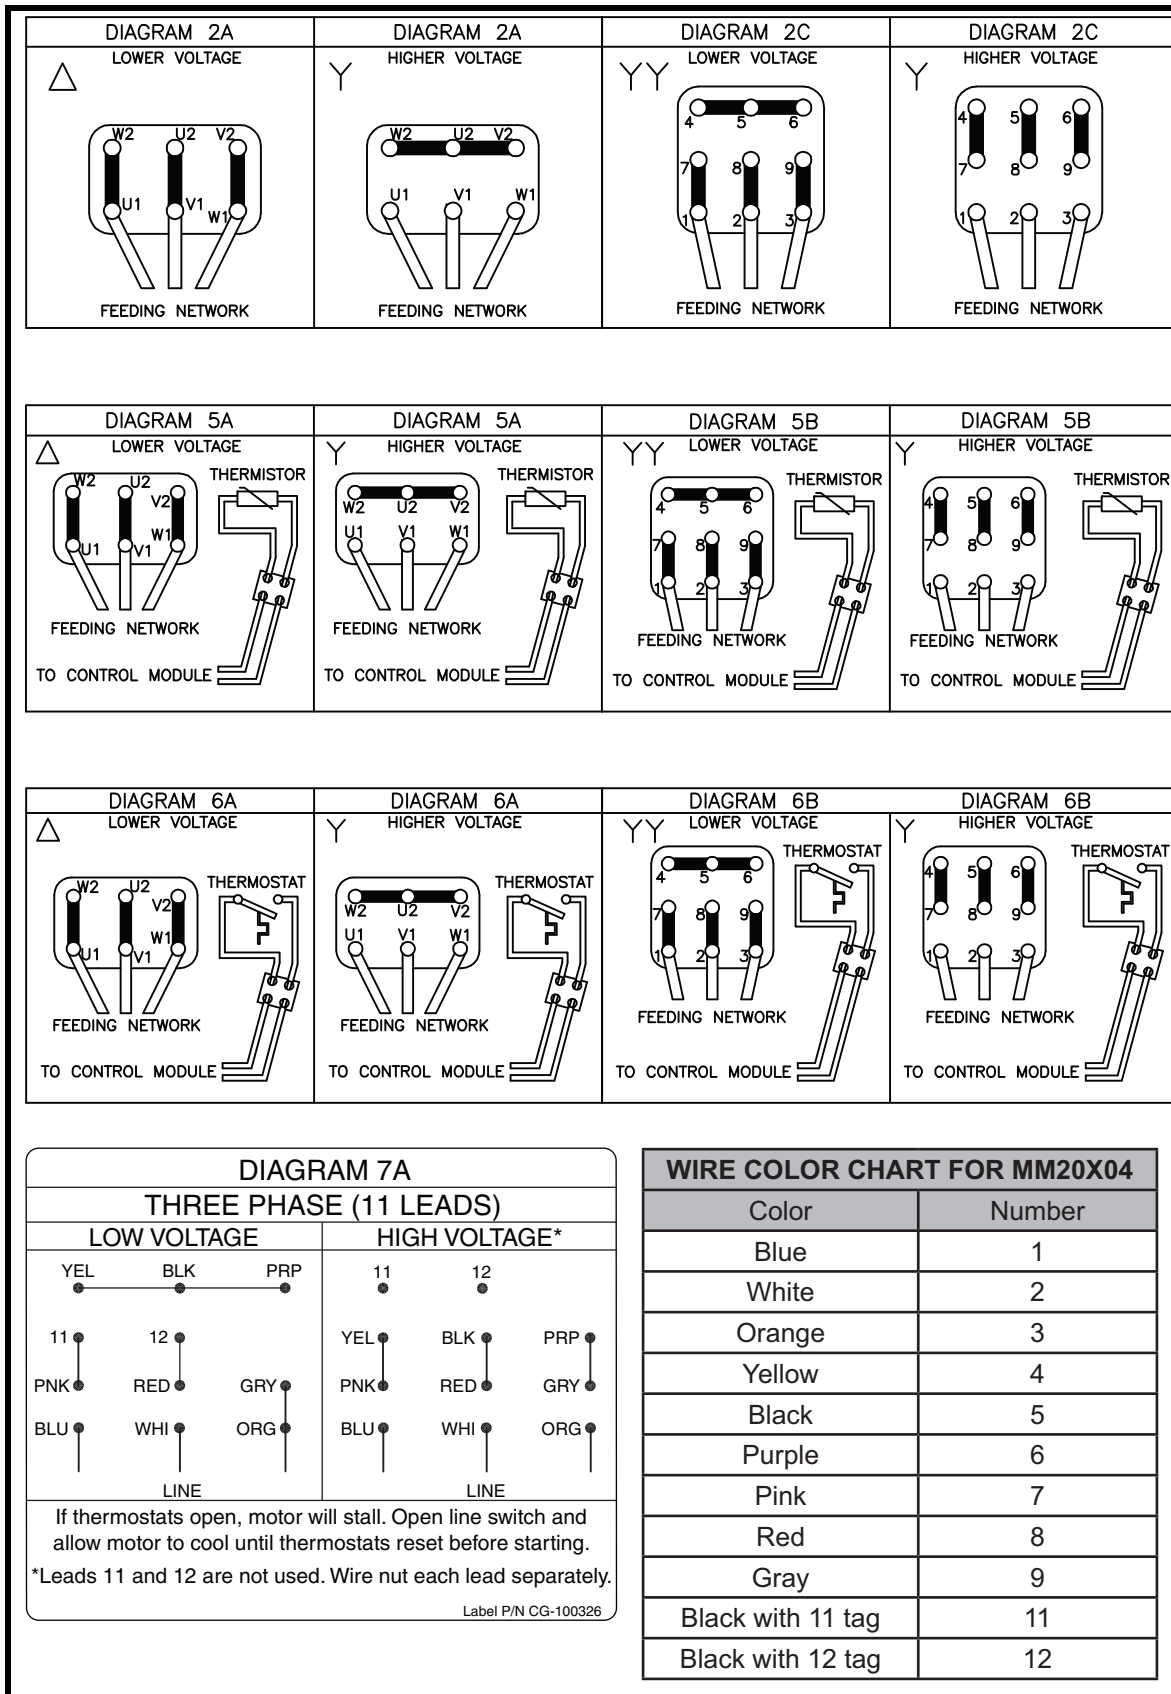 DIAGRAM 2A
LOWER VOLTAGE
W2 U2 V2
U1 V1 W1
FEEDING NETWORK
DIAGRAM 2A
HIGHER VOLTAGE
W2 U2 V2
U1 V1 W1
FEEDING NETWORK
DIAGRAM 2C
LOWER VOLTAGE
4 5 6
7 8 9
1 2 3
FEEDING NETWORK
DIAGRAM 2C
HIGHER VOLTAGE
4 5 6
7 8 9
1 2 3
FEEDING NETWORK
DIAGRAM 5A
LOWER VOLTAGE
THERMISTOR
W2 U2 V2
U1 V1 W1
FEEDING NETWORK
TO CONTROL MODULE
DIAGRAM 5A
HIGHER VOLTAGE
THERMISTOR
W2 U2 V2
U1 V1 W1
FEEDING NETWORK
TO CONTROL MODULE
DIAGRAM 5B
LOWER VOLTAGE
THERMISTOR
4 5 6
7 8 9
1 2 3
FEEDING NETWORK
TO CONTROL MODULE
DIAGRAM 5B
HIGHER VOLTAGE
THERMISTOR
4 5 6
7 8 9
1 2 3
FEEDING NETWORK
TO CONTROL MODULE
DIAGRAM 6A
LOWER VOLTAGE
THERMOSTAT
W2 U2 V2
U1 V1 W1
FEEDING NETWORK
TO CONTROL MODULE
DIAGRAM 6A
HIGHER VOLTAGE
THERMOSTAT
W2 U2 V2
U1 V1 W1
FEEDING NETWORK
TO CONTROL MODULE
DIAGRAM 6B
LOWER VOLTAGE
THERMOSTAT
4 5 6
7 8 9
1 2 3
FEEDING NETWORK
TO CONTROL MODULE
DIAGRAM 6B
HIGHER VOLTAGE
THERMOSTAT
4 5 6
7 8 9
1 2 3
FEEDING NETWORK
TO CONTROL MODULE
DIAGRAM 7A
THREE PHASE (11 LEADS)
LOW VOLTAGE
YEL BLK PRP
11 12
PNK RED GRY
BLU WHI ORG
LINE
HIGH VOLTAGE*
11 12
YEL BLK PRP
PNK RED GRY
BLU WHI ORG
LINE
If thermostats open, motor will stall. Open line switch and
allow motor to cool until thermostats reset before starting.
*Leads 11 and 12 are not used. Wire nut each lead separately.
Label P/N CG-100326
WIRE COLOR CHART FOR MM20X04
Color Number
Blue 1
White 2
Orange 3
Yellow 4
Black 5
Purple 6
Pink 7
Red 8
Gray 9
Black with 11 tag 11
Black with 12 tag 12